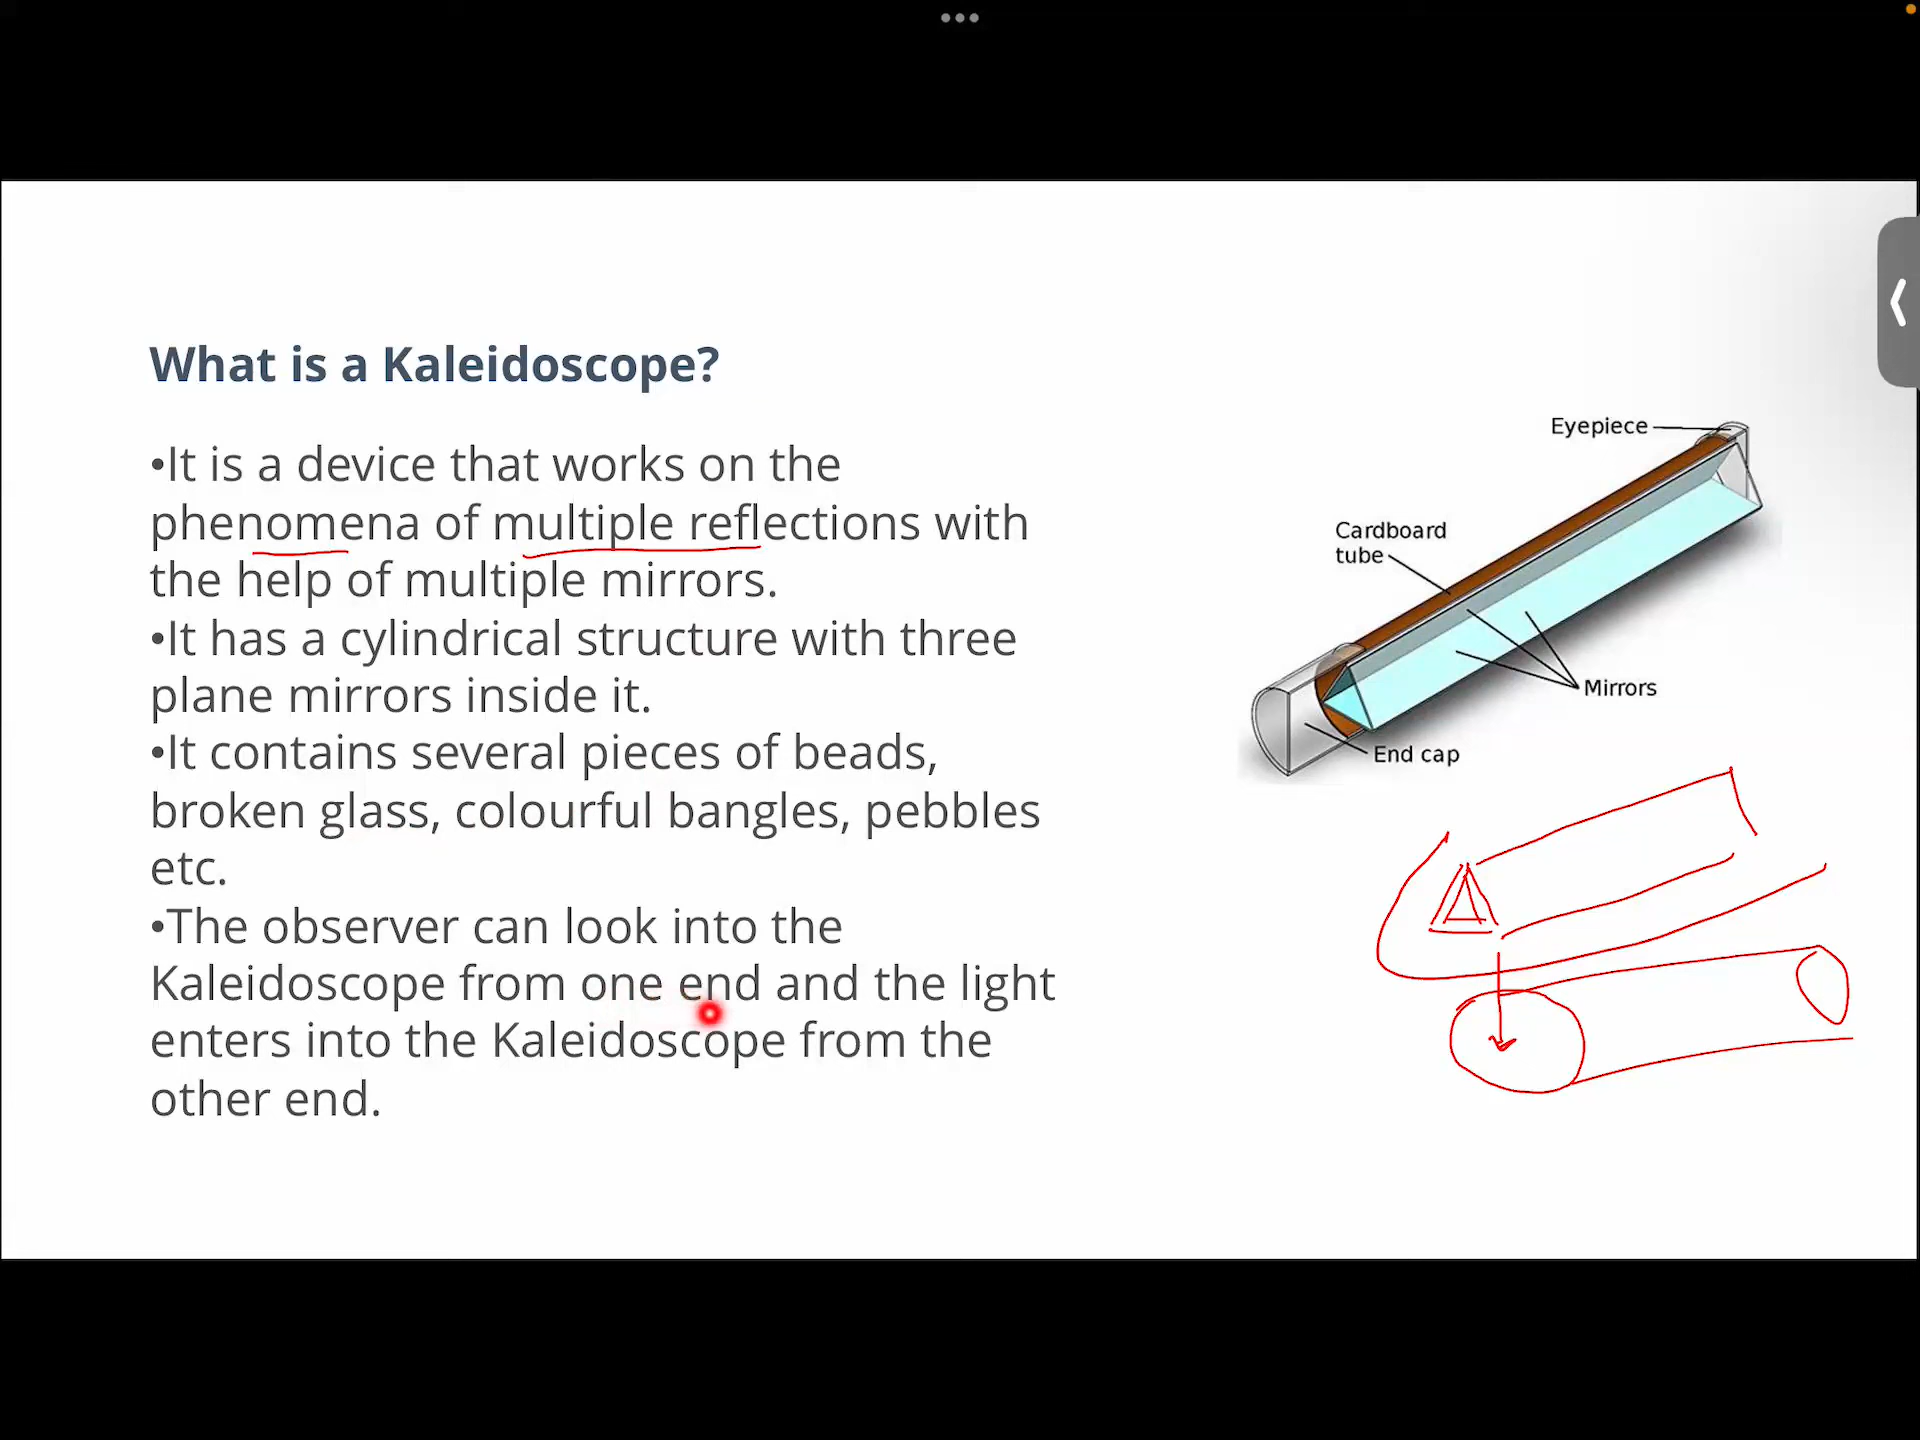 What is a Kaleidoscope?
•It is a device that works on the
phenomena of multiple reflections with
the help of multiple mirrors.
•It has a cylindrical structure with three
plane mirrors inside it.
•It contains several pieces of beads,
broken glass, colourful bangles, pebbles
etc.
•The observer can look into the
Kaleidoscope from one end and the light
enters into the Kaleidoscope from the
other end.
Eyepiece
Cardboard
tube
Mirrors
End cap